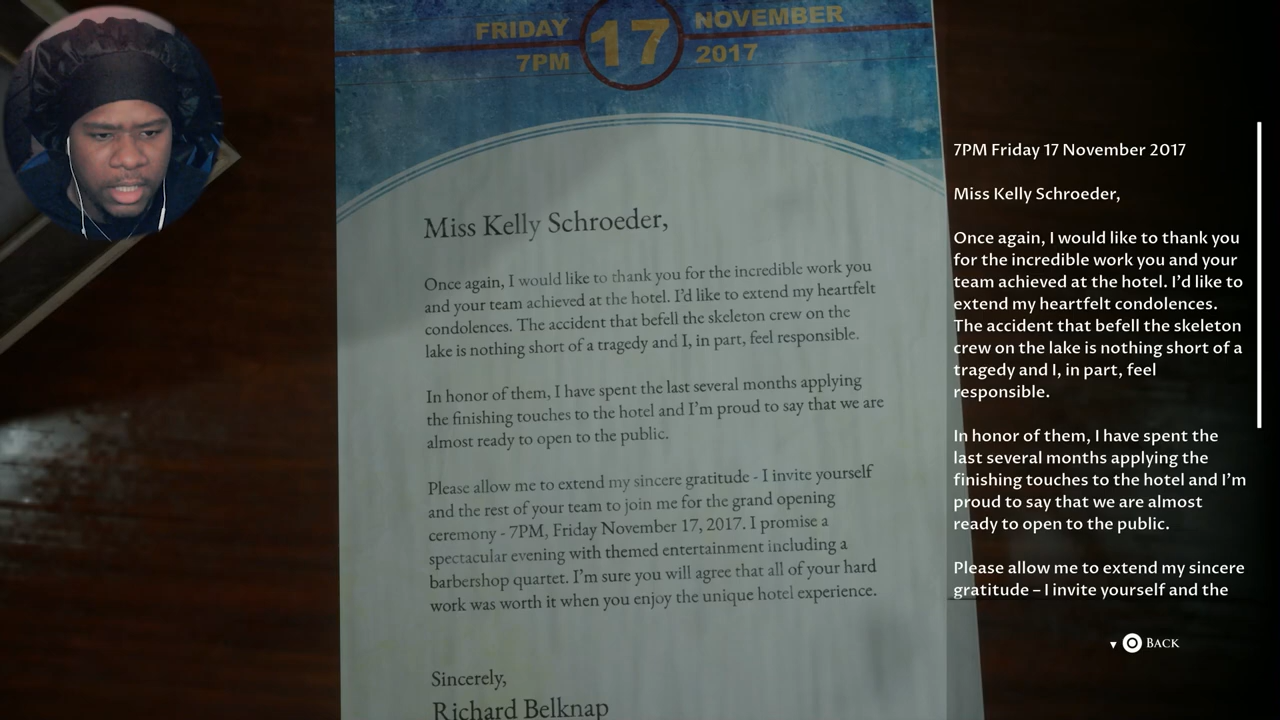 FRIDAY
7PM
17
NOVEMBER
2017
Miss Kelly Schroeder,
Once again, I would like to thank you for the incredible work you
and your team achieved at the hotel. I'd like to extend my heartfelt
condolences. The accident that befell the skeleton crew on the
lake is nothing short of a tragedy and I, in part, feel responsible.
In honor of them, I have spent the last several months applying
the finishing touches to the hotel and I'm proud to say that we are
almost ready to open to the public.
Please allow me to extend my sincere gratitude - I invite yourself
and the rest of your team to join me for the grand opening
ceremony - 7PM, Friday November 17, 2017. I promise a
spectacular evening with themed entertainment including a
barbershop quartet. I'm sure you will agree that all of your hard
work was worth it when you enjoy the unique hotel experience.
Sincerely,
Richard Belknap
7PM Friday 17 November 2017
Miss Kelly Schroeder,
Once again, I would like to thank you
for the incredible work you and your
team achieved at the hotel. I'd like to
extend my heartfelt condolences.
The accident that befell the skeleton
crew on the lake is nothing short of a
tragedy and I, in part, feel
responsible.
In honor of them, I have spent the
last several months applying the
finishing touches to the hotel and I'm
proud to say that we are almost
ready to open to the public.
Please allow me to extend my sincere
gratitude – I invite yourself and the
BACK